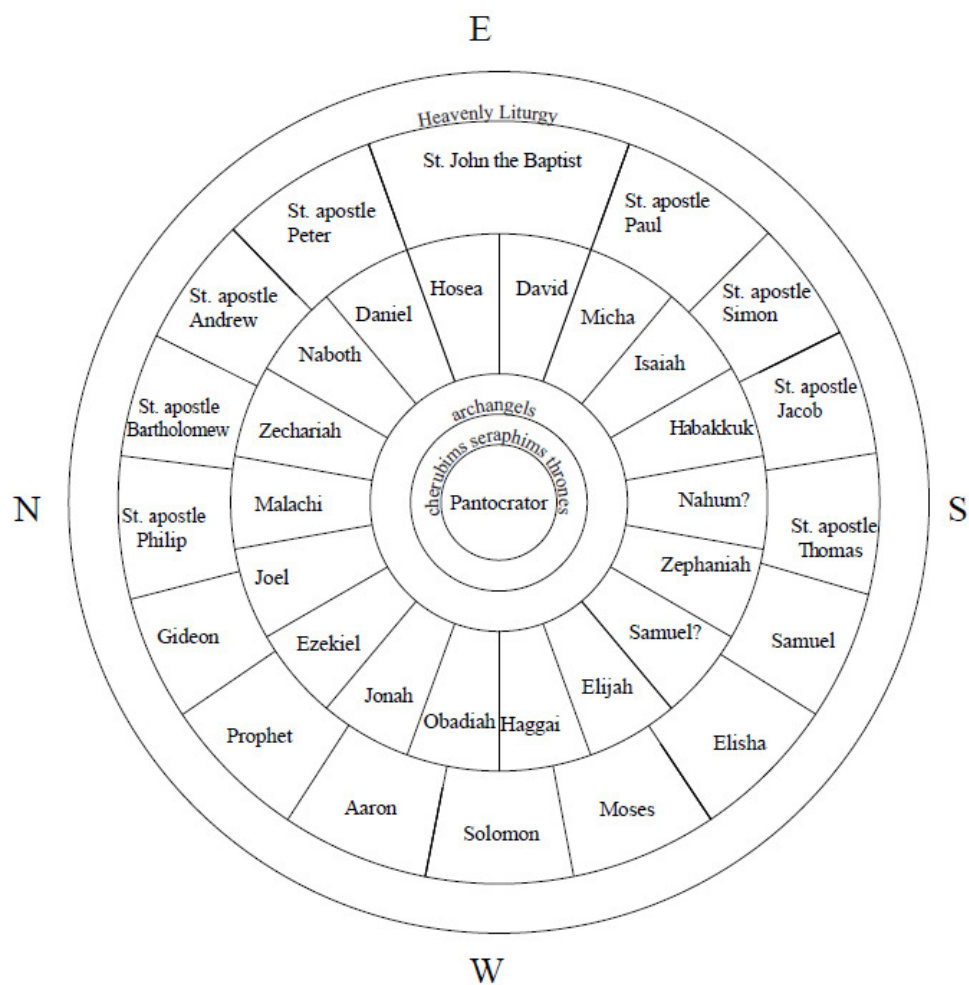 E
Heavenly Liturgy
St. John the Baptist
St. apostle
Peter
St. apostle
Paul
St. apostle
Andrew
St. apostle
Simon
Hosea
David
Daniel
Micha
Naboth
Isaiah
St. apostle
Jacob
St. apostle
Bartholomew
Zechariah
Habakkuk
archangels
cherubims seraphims thrones
Pantocrator
N
S
St. apostle
Philip
Malachi
Nahum?
St. apostle
Thomas
Joel
Zephaniah
Gideon
Ezekiel
Samuel?
Samuel
Jonah
Elijah
Obadiah
Haggai
Prophet
Elisha
Aaron
Moses
Solomon
W